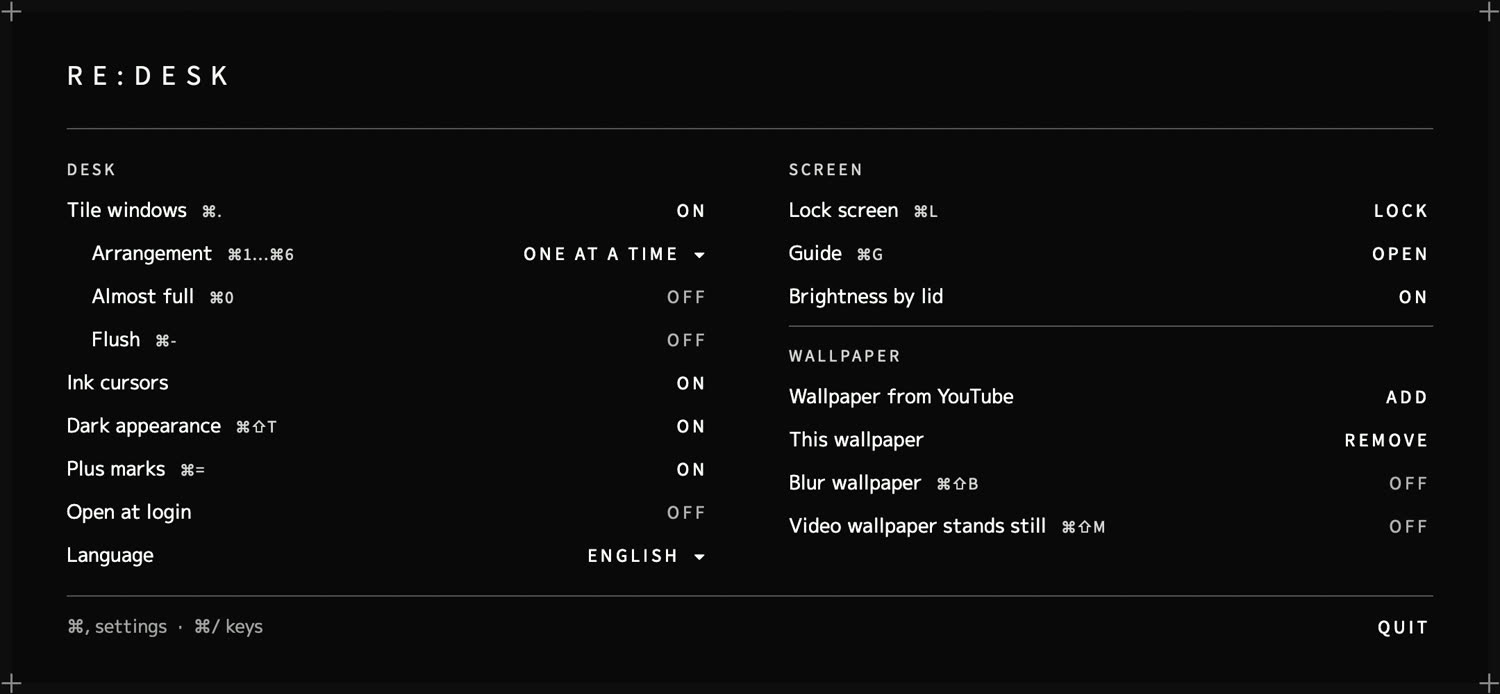 RE:DESK
DESK
Tile windows ⌘. ON
Arrangement ⌘1...⌘6 ONE AT A TIME
Almost full ⌘0 OFF
Flush ⌘- OFF
Ink cursors ON
Dark appearance ⌘⇧T ON
Plus marks ⌘= ON
Open at login OFF
Language ENGLISH
SCREEN
Lock screen ⌘L LOCK
Guide ⌘G OPEN
Brightness by lid ON
WALLPAPER
Wallpaper from YouTube ADD
This wallpaper REMOVE
Blur wallpaper ⌘⇧B OFF
Video wallpaper stands still ⌘⇧M OFF
⌘, settings · ⌘/ keys
QUIT